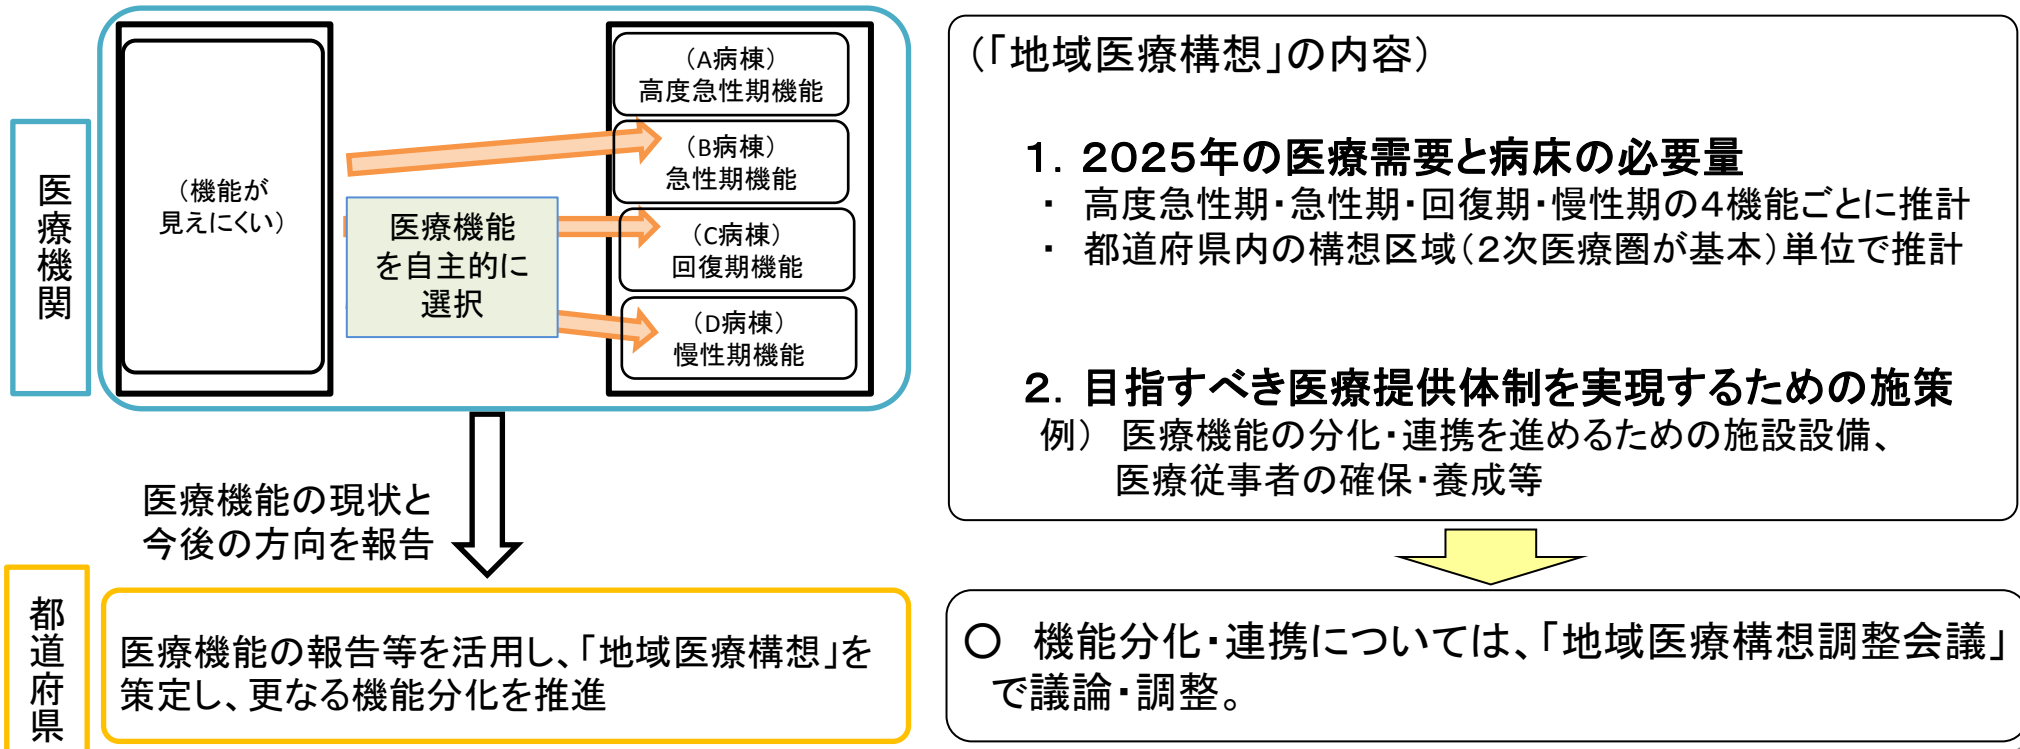 医療機関
（機能が
見えにくい）
医療機能
を自主的に
選択
（A病棟）
高度急性期機能
（B病棟）
急性期機能
（C病棟）
回復期機能
（D病棟）
慢性期機能
医療機能の現状と
今後の方向を報告
都道府県
医療機能の報告等を活用し、「地域医療構想」を
策定し、更なる機能分化を推進
（「地域医療構想」の内容）
１．２０２５年の医療需要と病床の必要量
・ 高度急性期・急性期・回復期・慢性期の４機能ごとに推計
・ 都道府県内の構想区域（２次医療圏が基本）単位で推計
２．目指すべき医療提供体制を実現するための施策
例） 医療機能の分化・連携を進めるための施設設備、
医療従事者の確保・養成等
○ 機能分化・連携については、「地域医療構想調整会議」
で議論・調整。